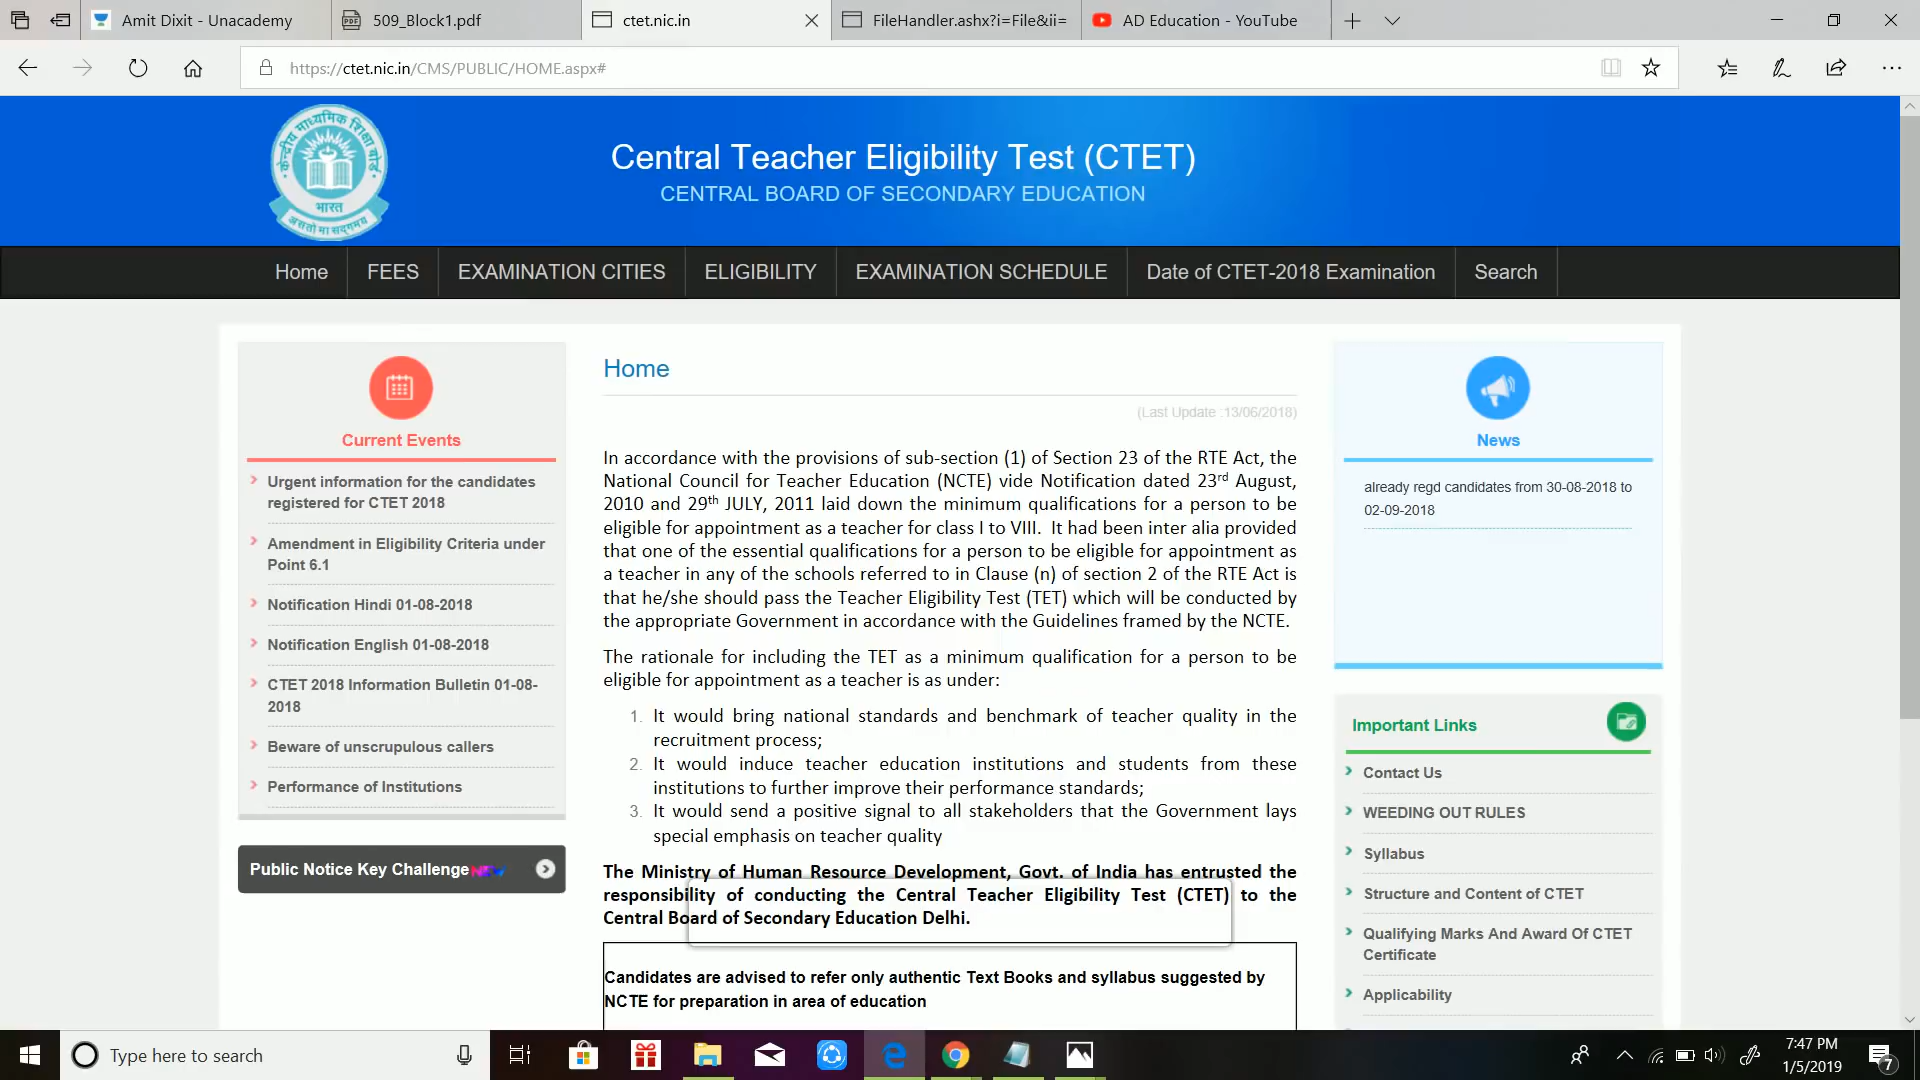 Amit Dixit - Unacademy
509_Block1.pdf
ctet.nic.in
FileHandler.ashx?i=File&ii=
AD Education - YouTube
https://ctet.nic.in/CMS/PUBLIC/HOME.aspx#
केन्द्रीय माध्यमिक शिक्षा बोर्ड
भारत
असतो मा सद्गमय
Central Teacher Eligibility Test (CTET)
CENTRAL BOARD OF SECONDARY EDUCATION
Home
FEES
EXAMINATION CITIES
ELIGIBILITY
EXAMINATION SCHEDULE
Date of CTET-2018 Examination
Search
Current Events
Urgent information for the candidates
registered for CTET 2018
Amendment in Eligibility Criteria under
Point 6.1
Notification Hindi 01-08-2018
Notification English 01-08-2018
CTET 2018 Information Bulletin 01-08-
2018
Beware of unscrupulous callers
Performance of Institutions
Public Notice Key Challenge NEW
Home
(Last Update :13/06/2018)
In accordance with the provisions of sub-section (1) of Section 23 of the RTE Act, the
National Council for Teacher Education (NCTE) vide Notification dated 23rd August,
2010 and 29th JULY, 2011 laid down the minimum qualifications for a person to be
eligible for appointment as a teacher for class I to VIII. It had been inter alia provided
that one of the essential qualifications for a person to be eligible for appointment as
a teacher in any of the schools referred to in Clause (n) of section 2 of the RTE Act is
that he/she should pass the Teacher Eligibility Test (TET) which will be conducted by
the appropriate Government in accordance with the Guidelines framed by the NCTE.
The rationale for including the TET as a minimum qualification for a person to be
eligible for appointment as a teacher is as under:
1. It would bring national standards and benchmark of teacher quality in the
recruitment process;
2. It would induce teacher education institutions and students from these
institutions to further improve their performance standards;
3. It would send a positive signal to all stakeholders that the Government lays
special emphasis on teacher quality
The Ministry of Human Resource Development, Govt. of India has entrusted the
responsibility of conducting the Central Teacher Eligibility Test (CTET) to the
Central Board of Secondary Education Delhi.
Candidates are advised to refer only authentic Text Books and syllabus suggested by
NCTE for preparation in area of education
News
already regd candidates from 30-08-2018 to
02-09-2018
Important Links
Contact Us
WEEDING OUT RULES
Syllabus
Structure and Content of CTET
Qualifying Marks And Award Of CTET
Certificate
Applicability
Type here to search
7:47 PM
1/5/2019
7